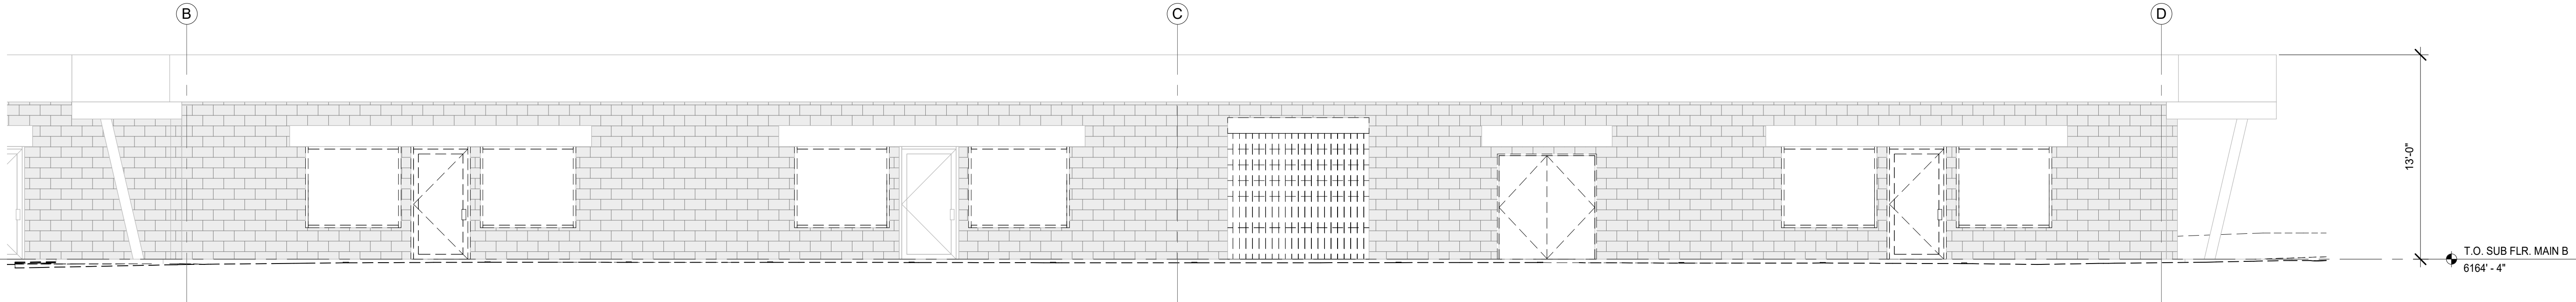 B
C
D
13'-0"
T.O. SUB FLR. MAIN B
6164' - 4"